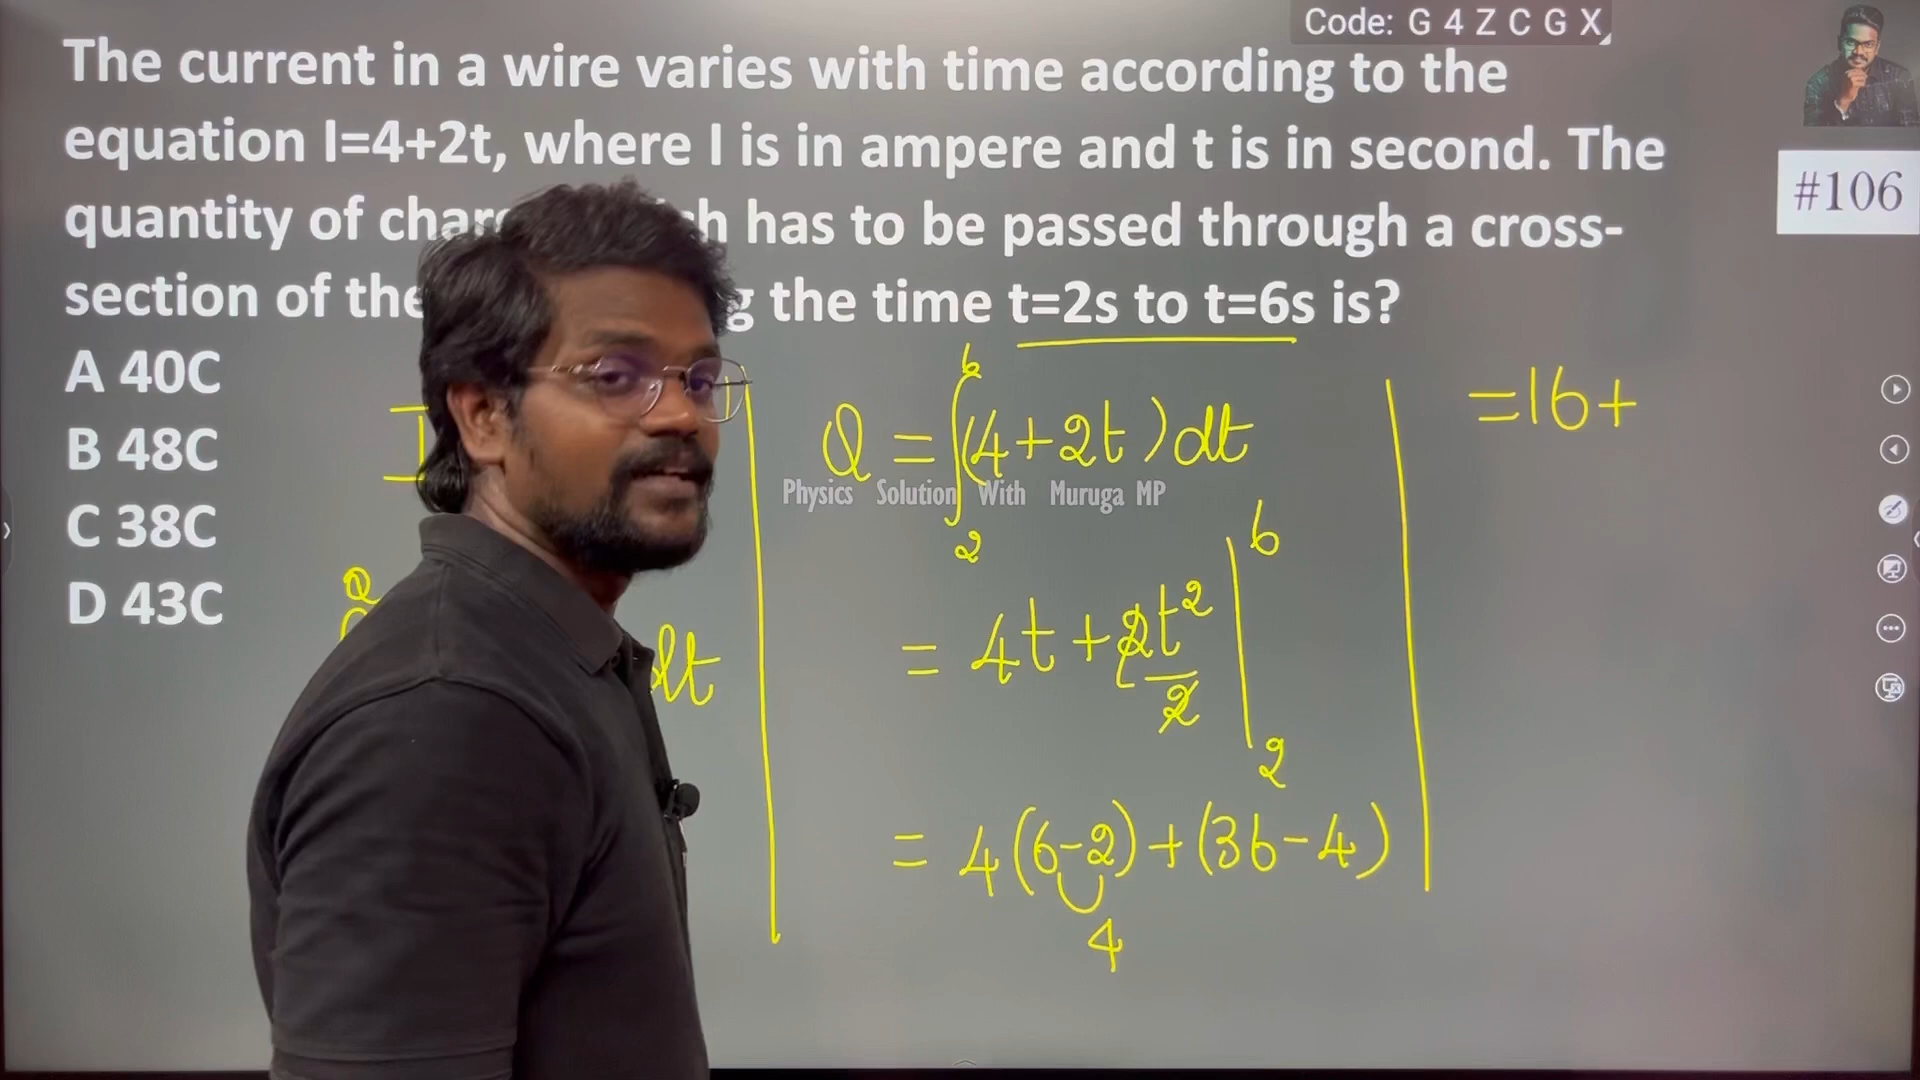 Code: G 4 Z C G X
The current in a wire varies with time according to the
equation I=4+2t, where I is in ampere and t is in second. The
#106
quantity of has to be passed through a cross-
section of the the time t=2s to t=6s is?
A 40C
B 48C
C 38C
D 43C
I
Q
dt
Q = ∫₂⁶ (4+2t) dt
Physics Solution With Muruga MP
= 4t + 2t²/2 |₂⁶
= 4(6-2)+(36-4)
4
=16+